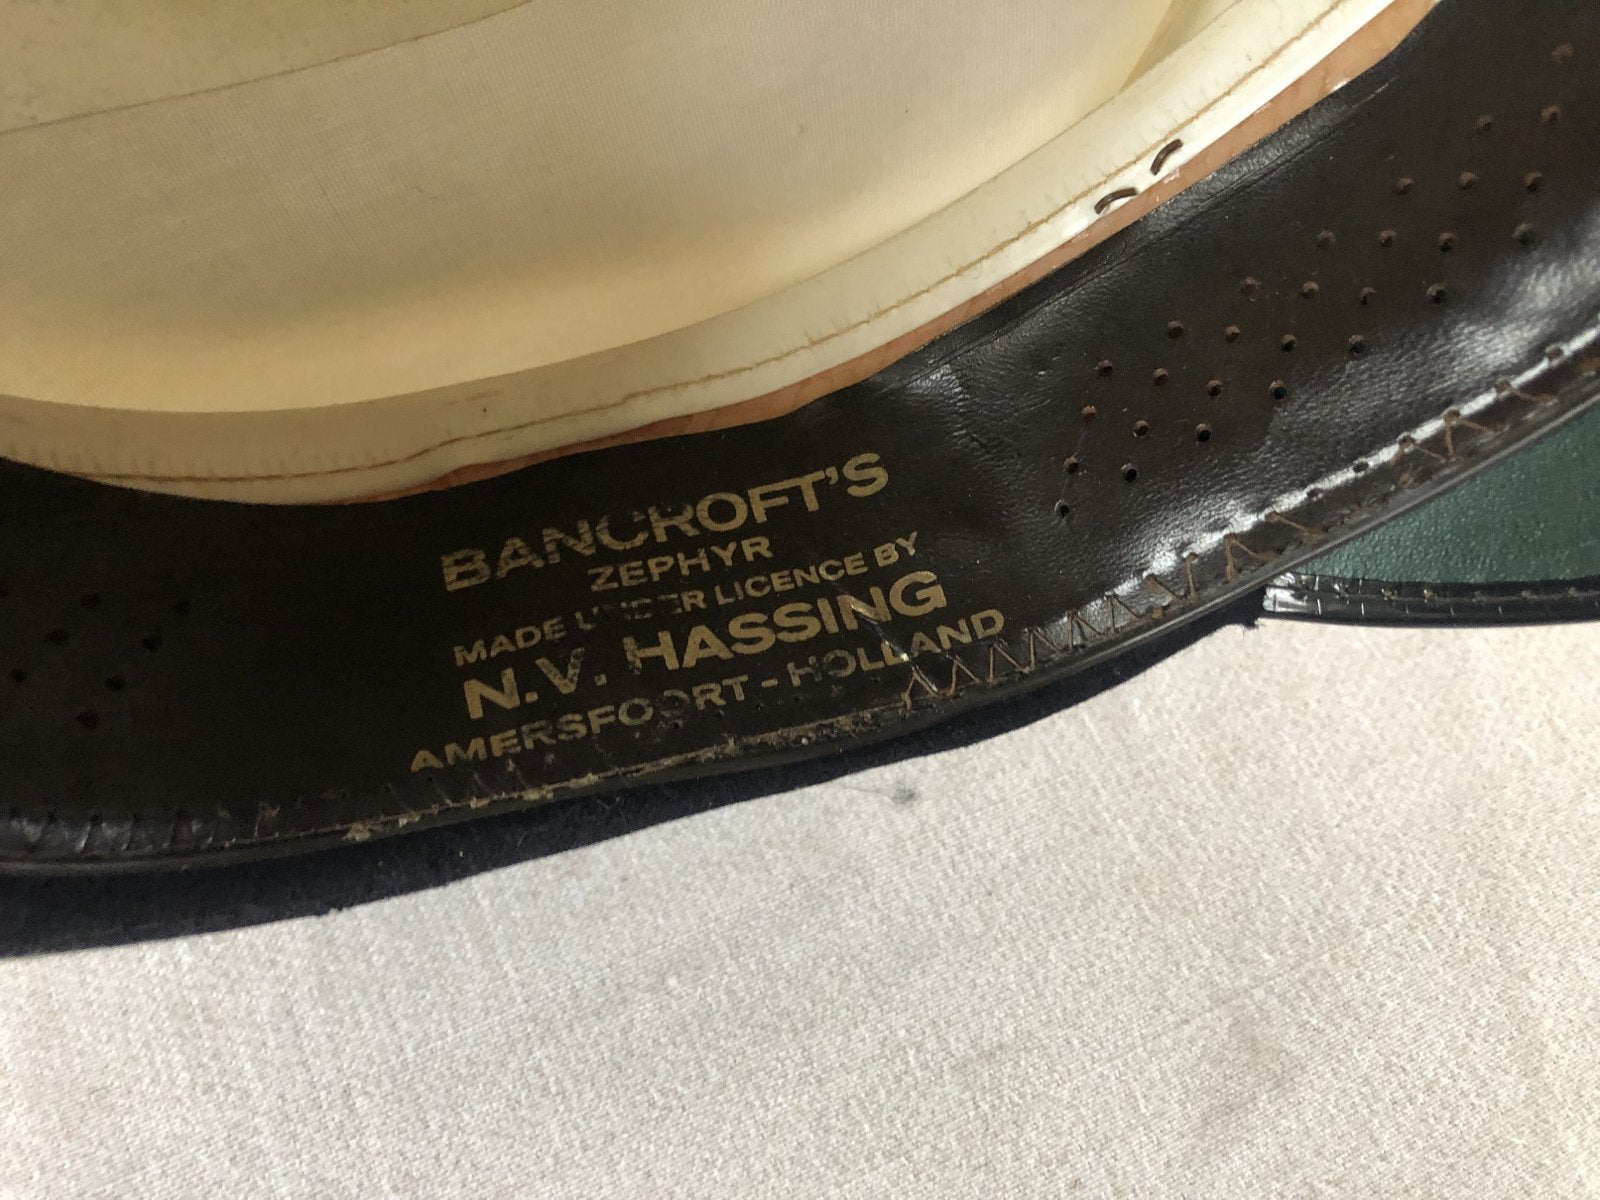 BANCROFT'S
ZEPHYR
MADE UNDER LICENCE BY
N.V. HASSING
AMERSFOORT - HOLLAND